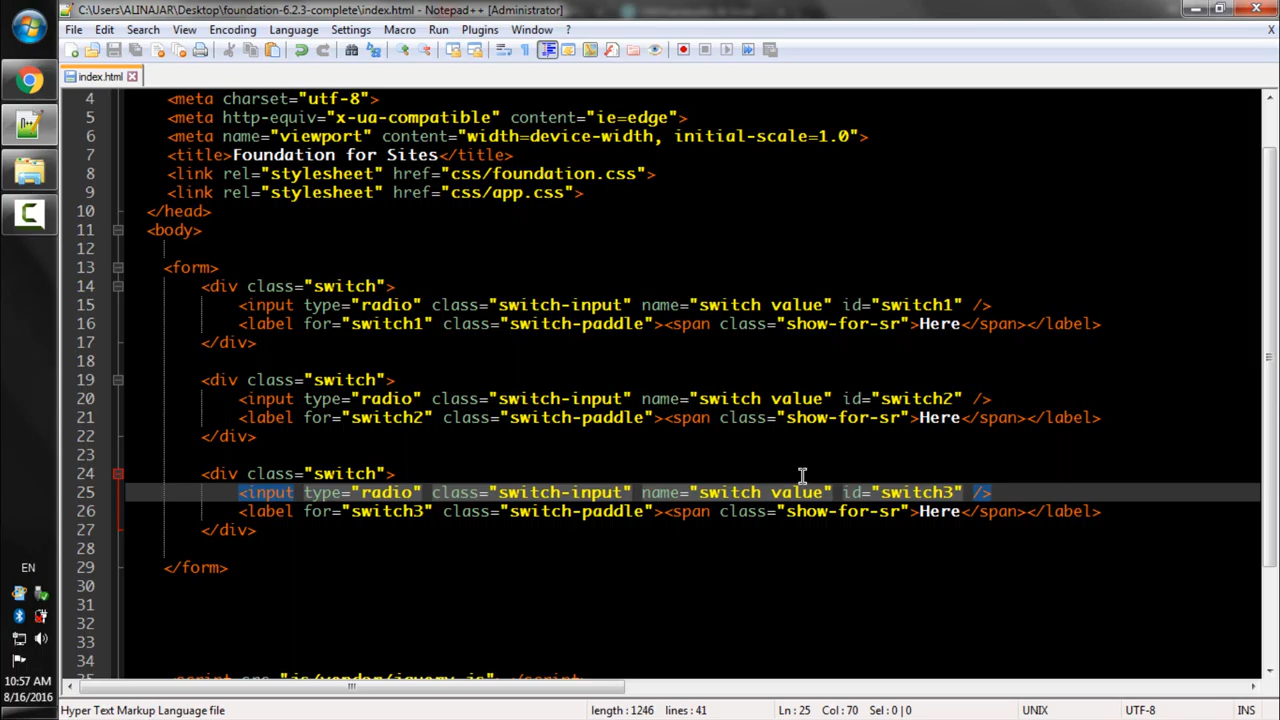 C:\Users\ALINAJAR\Desktop\foundation-6.2.3-complete\index.html - Notepad++ [Administrator]
File Edit Search View Encoding Language Settings Macro Run Plugins Window ? X
index.html
4 <meta charset="utf-8">
5 <meta http-equiv="x-ua-compatible" content="ie=edge">
6 <meta name="viewport" content="width=device-width, initial-scale=1.0">
7 <title>Foundation for Sites</title>
8 <link rel="stylesheet" href="css/foundation.css">
9 <link rel="stylesheet" href="css/app.css">
10 </head>
11 <body>
12
13 <form>
14 <div class="switch">
15 <input type="radio" class="switch-input" name="switch value" id="switch1" />
16 <label for="switch1" class="switch-paddle"><span class="show-for-sr">Here</span></label>
17 </div>
18
19 <div class="switch">
20 <input type="radio" class="switch-input" name="switch value" id="switch2" />
21 <label for="switch2" class="switch-paddle"><span class="show-for-sr">Here</span></label>
22 </div>
23
24 <div class="switch">
25 <input type="radio" class="switch-input" name="switch value" id="switch3" />
26 <label for="switch3" class="switch-paddle"><span class="show-for-sr">Here</span></label>
27 </div>
28
29 </form>
30
31
32
33
34
35 <script src="js/vendor/jquery.js"></script>
EN
10:57 AM
8/16/2016
Hyper Text Markup Language file length : 1246 lines : 41 Ln : 25 Col : 70 Sel : 0 | 0 UNIX UTF-8 INS